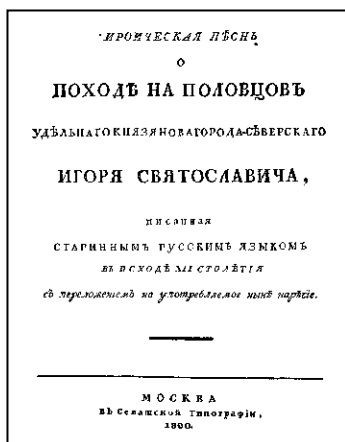 ИРОИЧЕСКАЯ ПѢСНЬ
О
ПОХОДѢ НА ПОЛОВЦОВЪ
УДѢЛЬНАГО КНЯЗЯ НОВАГОРОДА-СѢВЕРСКАГО
ИГОРЯ СВЯТОСЛАВИЧА,
писанная
СТАРИННЫМЪ РУССКИМЪ ЯЗЫКОМЪ
ВЪ ИСХОДѢ XII СТОЛѢТІЯ
съ переложеніемъ на употребляемое нынѣ нарѣчіе.
МОСКВА
Въ Сенатской Типографіи,
1800.